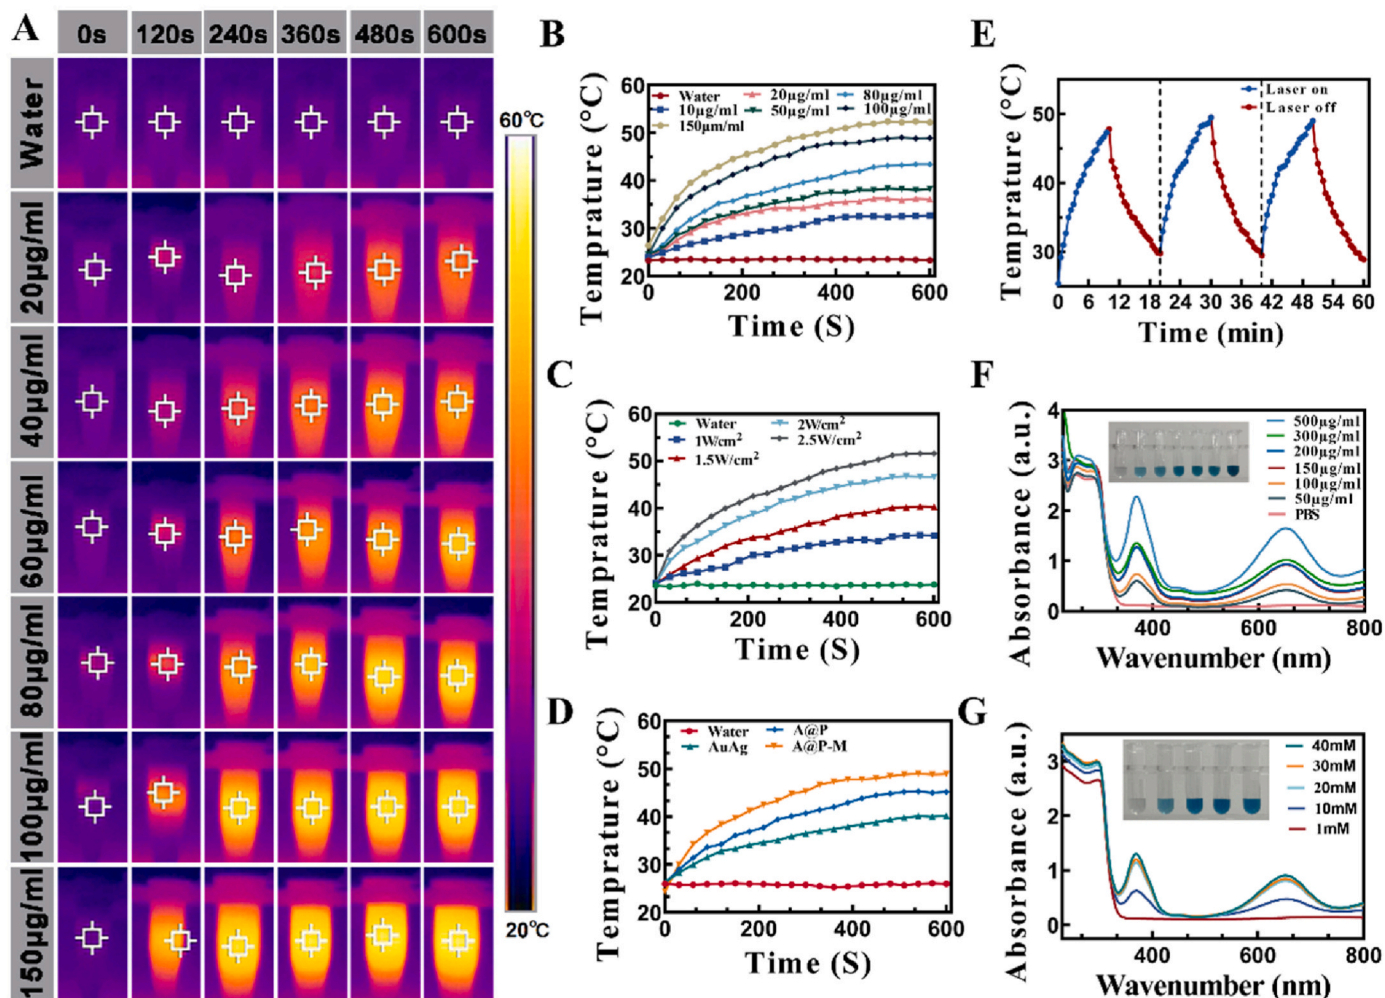 A
0s 120s 240s 360s 480s 600s
Water
20µg/ml
40µg/ml
60µg/ml
80µg/ml
100µg/ml
150µg/ml
60℃
20℃
B
Temprature (°C)
60
50
40
30
20
Water 20µg/ml 80µg/ml
10µg/ml 50µg/ml 100µg/ml
150µm/ml
0 200 400 600
Time (S)
C
Temprature (°C)
60
50
40
30
20
Water 2W/cm²
1W/cm² 2.5W/cm²
1.5W/cm²
0 200 400 600
Time (S)
D
Temprature (°C)
60
50
40
30
20
Water A@P
AuAg A@P-M
0 200 400 600
Time (S)
E
Temprature (°C)
50
40
30
Laser on
Laser off
0 6 12 18 24 30 36 42 48 54 60
Time (min)
F
Absorbance (a.u.)
4
3
2
1
0
500µg/ml
300µg/ml
200µg/ml
150µg/ml
100µg/ml
50µg/ml
PBS
400 600 800
Wavenumber (nm)
G
Absorbance (a.u.)
3
2
1
0
40mM
30mM
20mM
10mM
1mM
400 600 800
Wavenumber (nm)